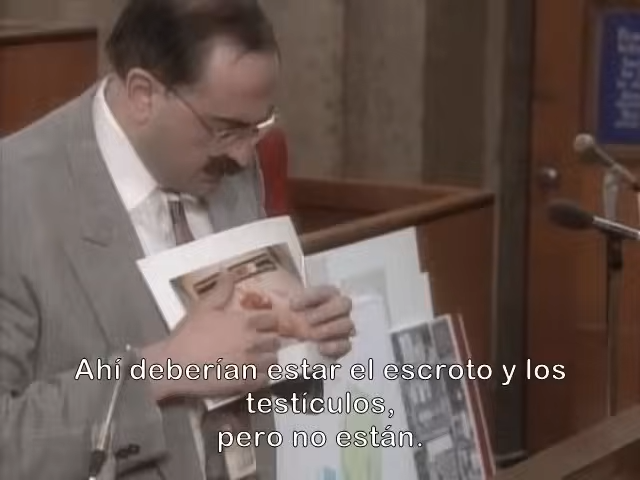 Ahí deberían estar el escroto y los
testículos,
pero no están.